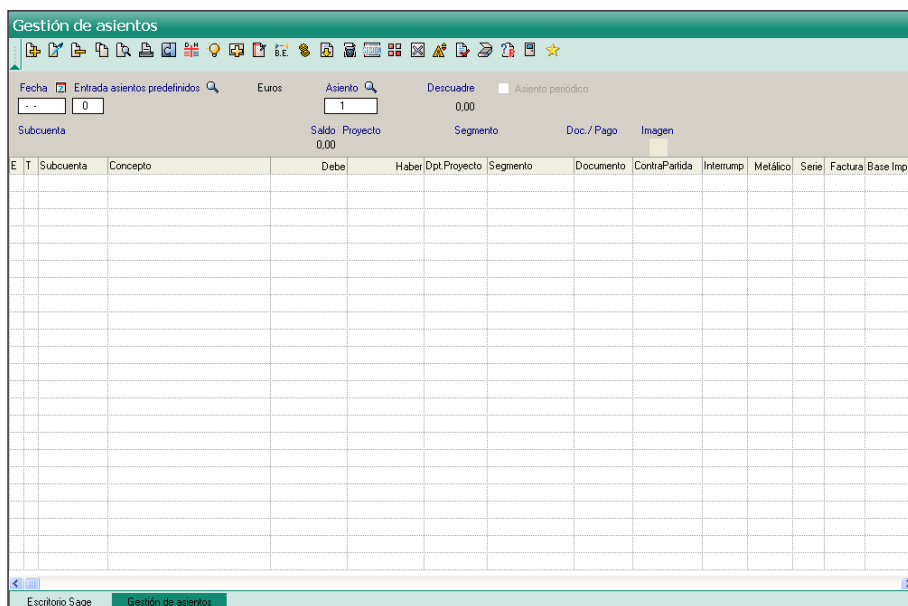 Gestión de asientos
Fecha Entrada asientos predefinidos Euros Asiento Descuadre Asiento periódico
- - 0 1 0,00
Subcuenta Saldo Proyecto Segmento Doc./ Pago Imagen
0,00
E T Subcuenta Concepto Debe Haber Dpt.Proyecto Segmento Documento ContraPartida Interrump Metálico Serie Factura Base Imp
Escritorio Sage Gestión de asientos